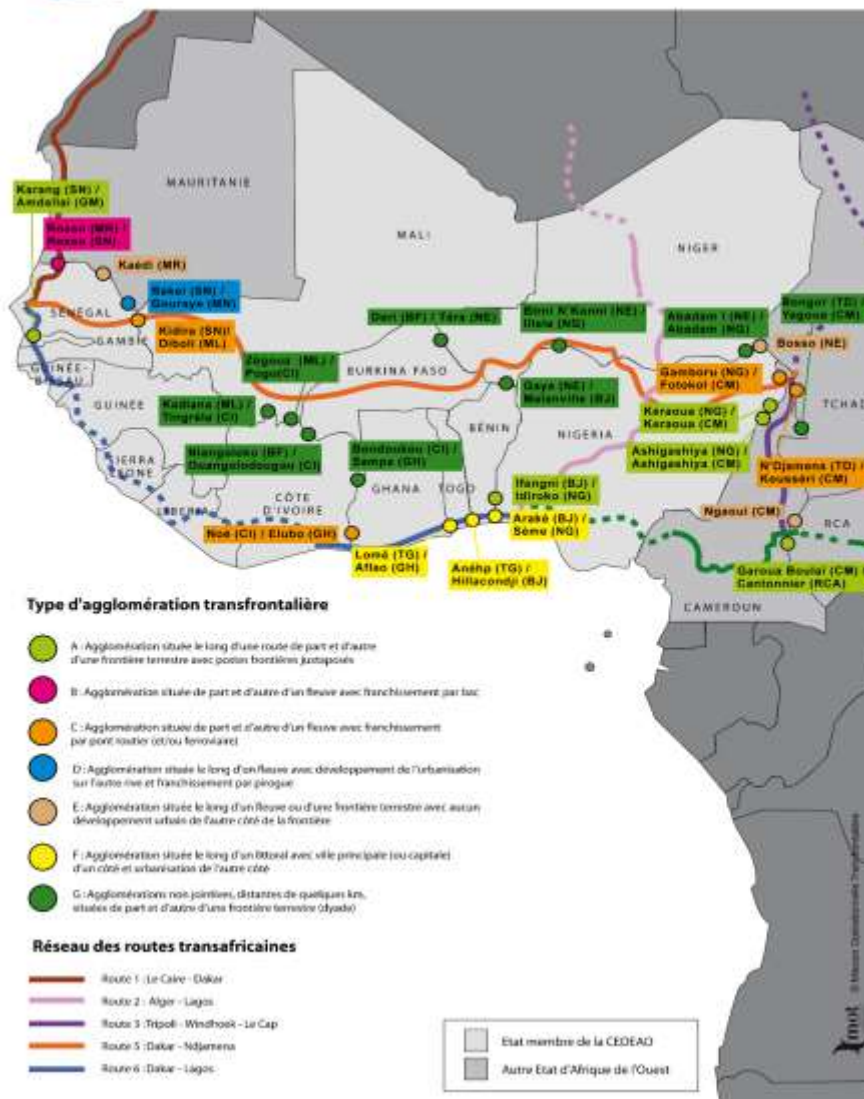 MAURITANIE
Karang (SN) /
Amdallai (GM)
Rosso (MR) /
Rosso (SN)
MALI
NIGER
Kaédi (MR)
Bakel (SN) /
Gouraye (MN)
SÉNÉGAL
Kidira (SN)/
Diboli (ML)
GAMBIE
Dori (BF) / Téra (NE)
Birni N'Konni (NE) /
Illela (NG)
Abadam I (NE) /
Abadam (NG)
Bongor (TD) /
Yagoua (CM)
Bosso (NE)
Zégoua (ML) /
Pogo(CI)
BURKINA FASO
Gamboru (NG) /
Fotokol (CM)
TCHAD
GUINÉE-
BISSAU
GUINÉE
Kadiana (ML) /
Tingréla (CI)
Gaya (NE) /
Malanville (BJ)
Keraoua (NG) /
Keraoua (CM)
Niangoloko (BF) /
Ouangolodougou (CI)
BÉNIN
NIGERIA
Ashigashiya (NG) /
Ashigashiya (CM)
Bondoukou (CI) /
Sampa (GH)
SIERRA
LEONE
N'Djamena (TD) /
Kousséri (CM)
CÔTE
D'IVOIRE
GHANA
TOGO
Ifangni (BJ) /
Idiroko (NG)
LIBERIA
Ngaoui (CM)
RCA
Noé (CI) / Elubo (GH)
Araké (BJ) /
Sèmè (NG)
Lomé (TG) /
Aflao (GH)
Anéhp (TG) /
Hillacondji (BJ)
Garoua Boulaï (CM) /
Cantonnier (RCA)
CAMEROUN
Type d'agglomération transfrontalière
A : Agglomération située le long d'une route de part et d'autre
d'une frontière terrestre avec postes frontières juxtaposés
B : Agglomération située de part et d'autre d'un fleuve avec franchissement par bac
C : Agglomération située de part et d'autre d'un fleuve avec franchissement
par pont routier (et/ou ferroviaire)
D : Agglomération située le long d'un fleuve avec développement de l'urbanisation
sur l'autre rive et franchissement par pirogue
E : Agglomération située le long d'un fleuve ou d'une frontière terrestre avec aucun
développement urbain de l'autre côté de la frontière
F : Agglomération située le long d'un littoral avec ville principale (ou capitale)
d'un côté et urbanisation de l'autre côté
G : Agglomérations non jointives, distantes de quelques km,
situées de part et d'autre d'une frontière terrestre (dyade)
Réseau des routes transafricaines
Route 1 : Le Caire - Dakar
Route 2 : Alger - Lagos
Route 3 : Tripoli - Windhoek - Le Cap
Route 5 : Dakar - Ndjamena
Route 6 : Dakar - Lagos
Etat membre de la CEDEAO
Autre Etat d'Afrique de l'Ouest
mot
© Mission Opérationnelle Transfrontalière